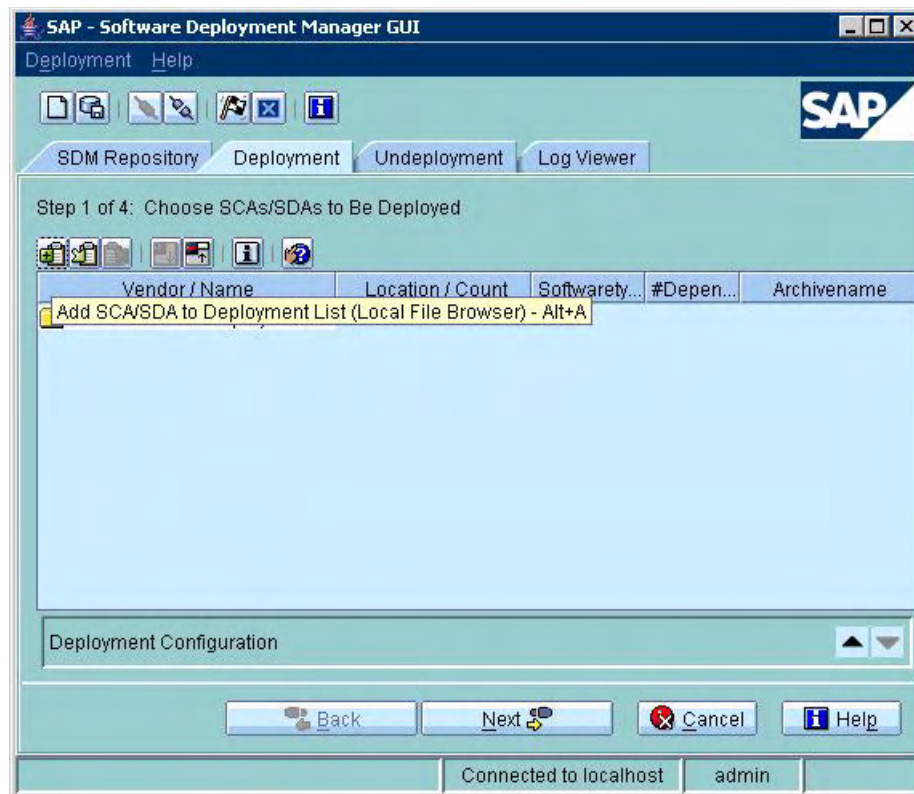 SAP - Software Deployment Manager GUI
Deployment Help
SAP
SDM Repository Deployment Undeployment Log Viewer
Step 1 of 4: Choose SCAs/SDAs to Be Deployed
Vendor / Name Location / Count Softwarety... #Depen... Archivename
Add SCA/SDA to Deployment List (Local File Browser) - Alt+A
Deployment Configuration
Back Next Cancel Help
Connected to localhost admin